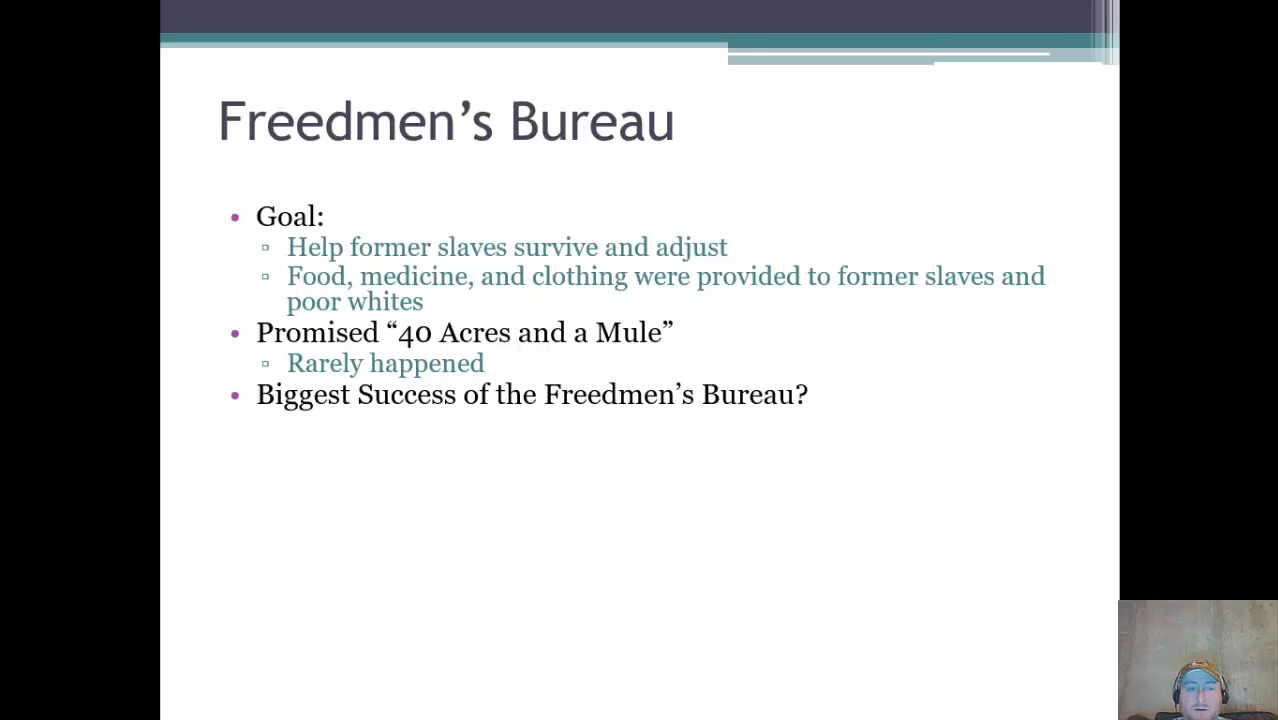 Freedmen’s Bureau
• Goal:
▫ Help former slaves survive and adjust
▫ Food, medicine, and clothing were provided to former slaves and
poor whites
• Promised “40 Acres and a Mule”
▫ Rarely happened
• Biggest Success of the Freedmen’s Bureau?